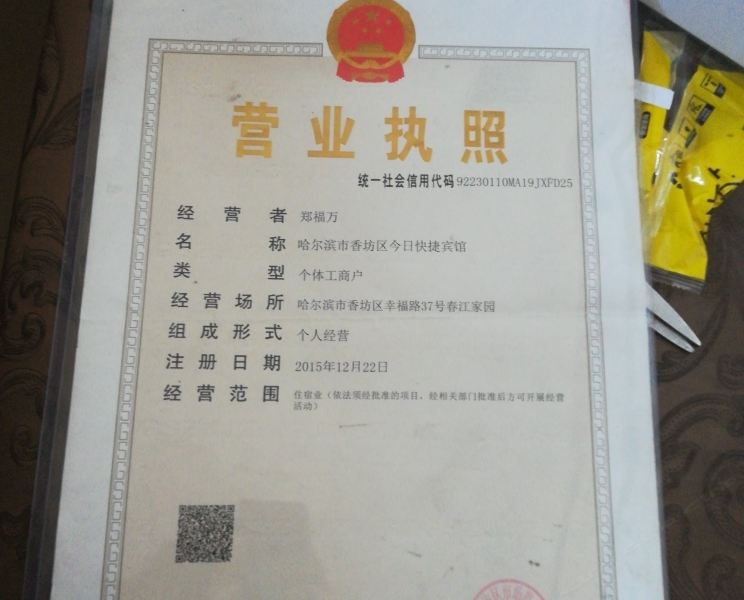 营业执照
统一社会信用代码 92230110MA19JXFD25
经营者 郑福万
名称 哈尔滨市香坊区今日快捷宾馆
类型 个体工商户
经营场所 哈尔滨市香坊区幸福路37号春江家园
组成形式 个人经营
注册日期 2015年12月22日
经营范围 住宿业（依法须经批准的项目、经相关部门批准后方可开展经营
活动）